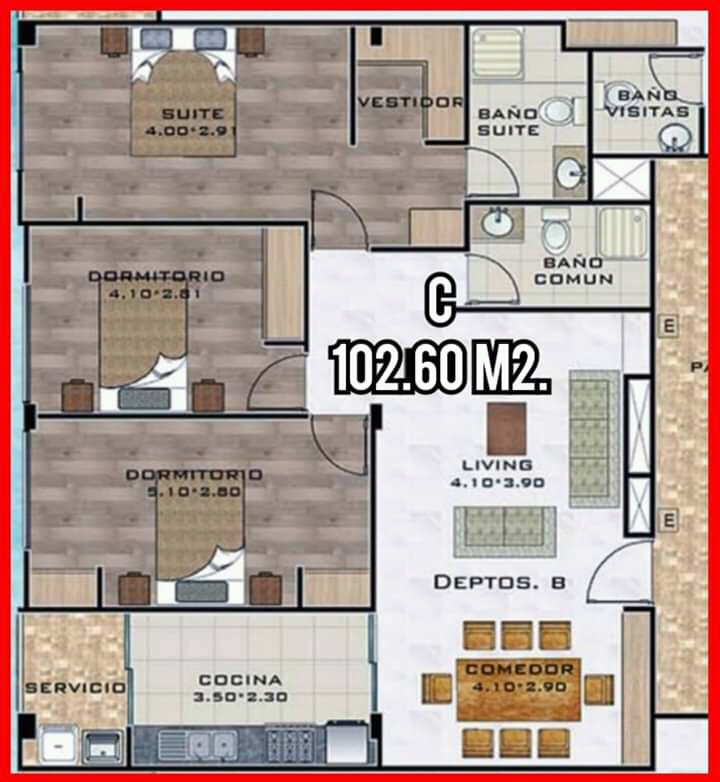 SUITE
4.00*2.91
VESTIDOR
BAÑO
SUITE
BAÑO
VISITAS
DORMITORIO
4.10*2.81
BAÑO
COMUN
C
102.60 M2.
E
PA
LIVING
4.10*3.90
DORMITORIO
5.10*2.80
E
DEPTOS. B
SERVICIO
COCINA
3.50*2.30
COMEDOR
4.10*2.90